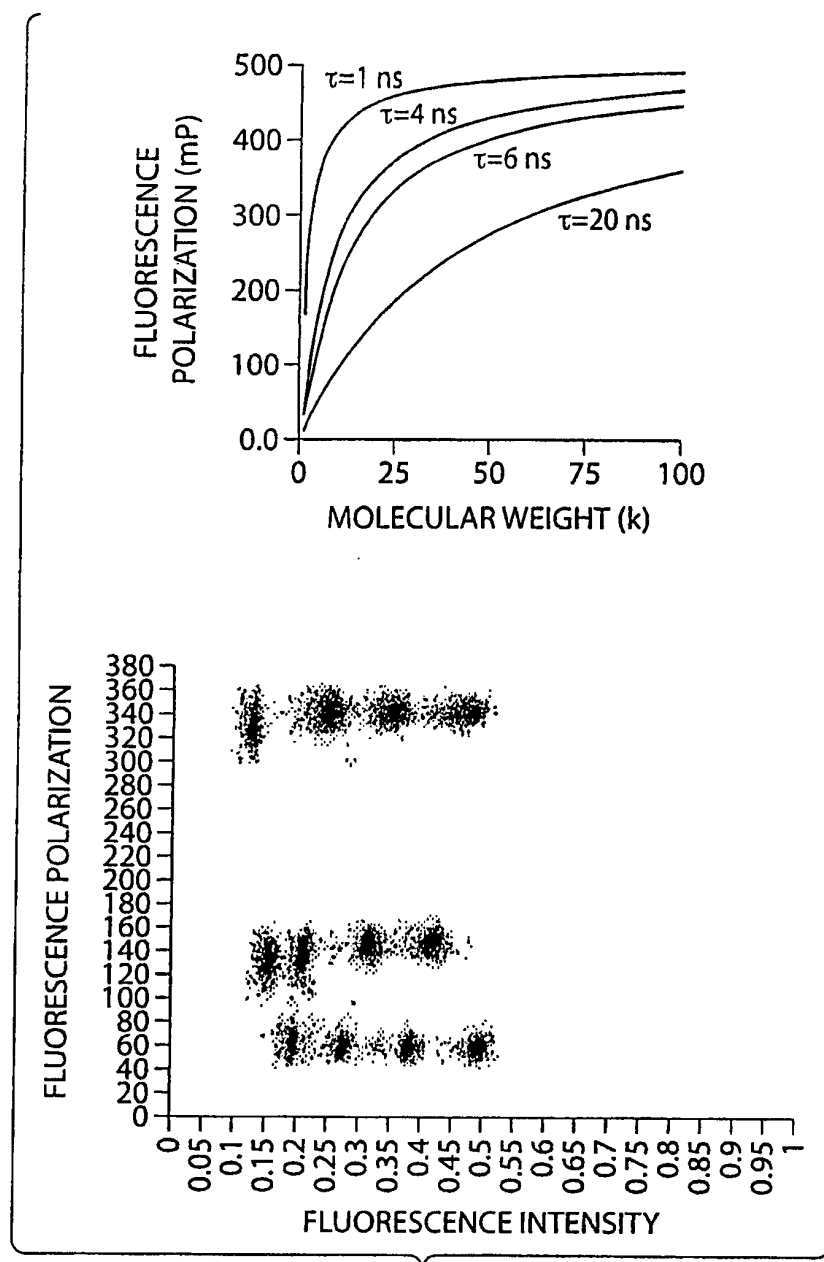 500
400
300
200
100
0.0
FLUORESCENCE
POLARIZATION (mP)
τ=1 ns
τ=4 ns
τ=6 ns
τ=20 ns
0 25 50 75 100
MOLECULAR WEIGHT (k)
380
360
340
320
300
280
260
240
220
200
180
160
140
120
100
80
60
40
20
0
FLUORESCENCE POLARIZATION
0 0.05 0.1 0.15 0.2 0.25 0.3 0.35 0.4 0.45 0.5 0.55 0.6 0.65 0.7 0.75 0.8 0.85 0.9 0.95 1
FLUORESCENCE INTENSITY